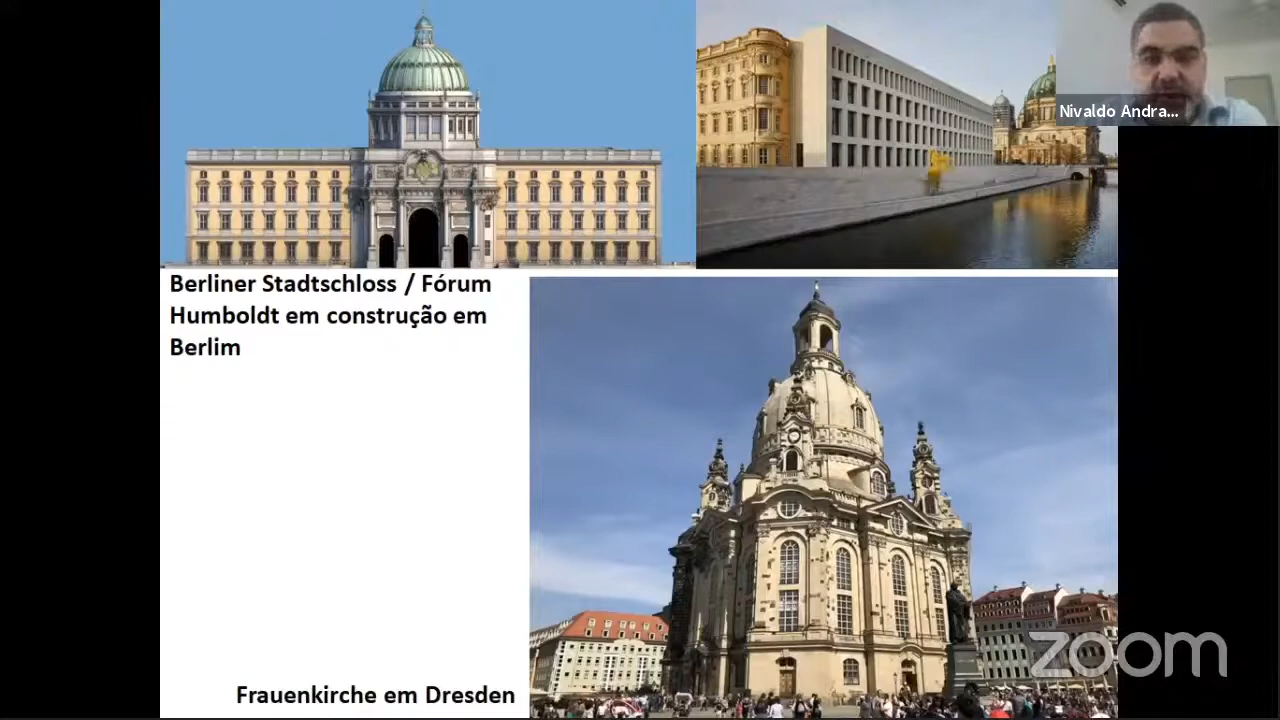 Nivaldo Andra...
Berliner Stadtschloss / Fórum
Humboldt em construção em
Berlim
Frauenkirche em Dresden
zoom